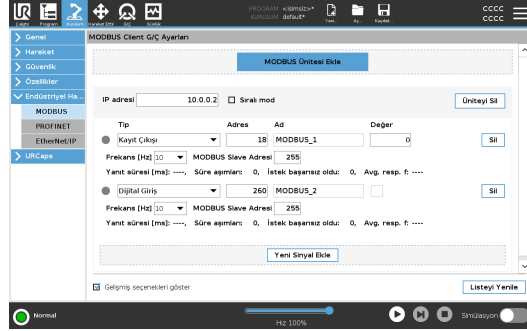 PROGRAM <isimsiz>*
KURULUM default*
CCCC
CCCC
Çalıştır Program Kurulum Hareket Ettir G/Ç Günlük Yeni... Aç... Kaydet...
Genel
Hareket
Güvenlik
Özellikler
Endüstriyel Ha...
MODBUS
PROFINET
EtherNet/IP
URCaps
MODBUS Client G/Ç Ayarları
MODBUS Ünitesi Ekle
IP adresi 10.0.0.2 Sıralı mod Üniteyi Sil
Tip Adres Ad Değer
Kayıt Çıkışı 18 MODBUS_1 0 Sil
Frekans [Hz] 10 MODBUS Slave Adresi 255
Yanıt süresi [ms]: ----, Süre aşımları: 0, İstek başarısız oldu: 0, Avg. resp. f: ----
Dijital Giriş 260 MODBUS_2 Sil
Frekans [Hz] 10 MODBUS Slave Adresi 255
Yanıt süresi [ms]: ----, Süre aşımları: 0, İstek başarısız oldu: 0, Avg. resp. f: ----
Yeni Sinyal Ekle
Gelişmiş seçenekleri göster Listeyi Yenile
Normal Hız 100% Simülasyon